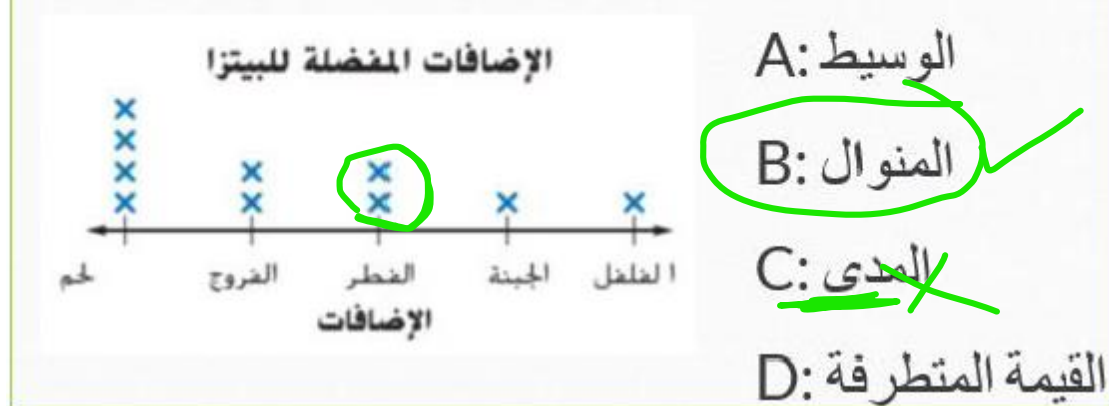 الإضافات المفضلة للبيتزا
لحم الفروج الفطر الجبنة الفلفل
الإضافات
A: الوسيط
B: المنوال
C: المدى
D: القيمة المتطرفة